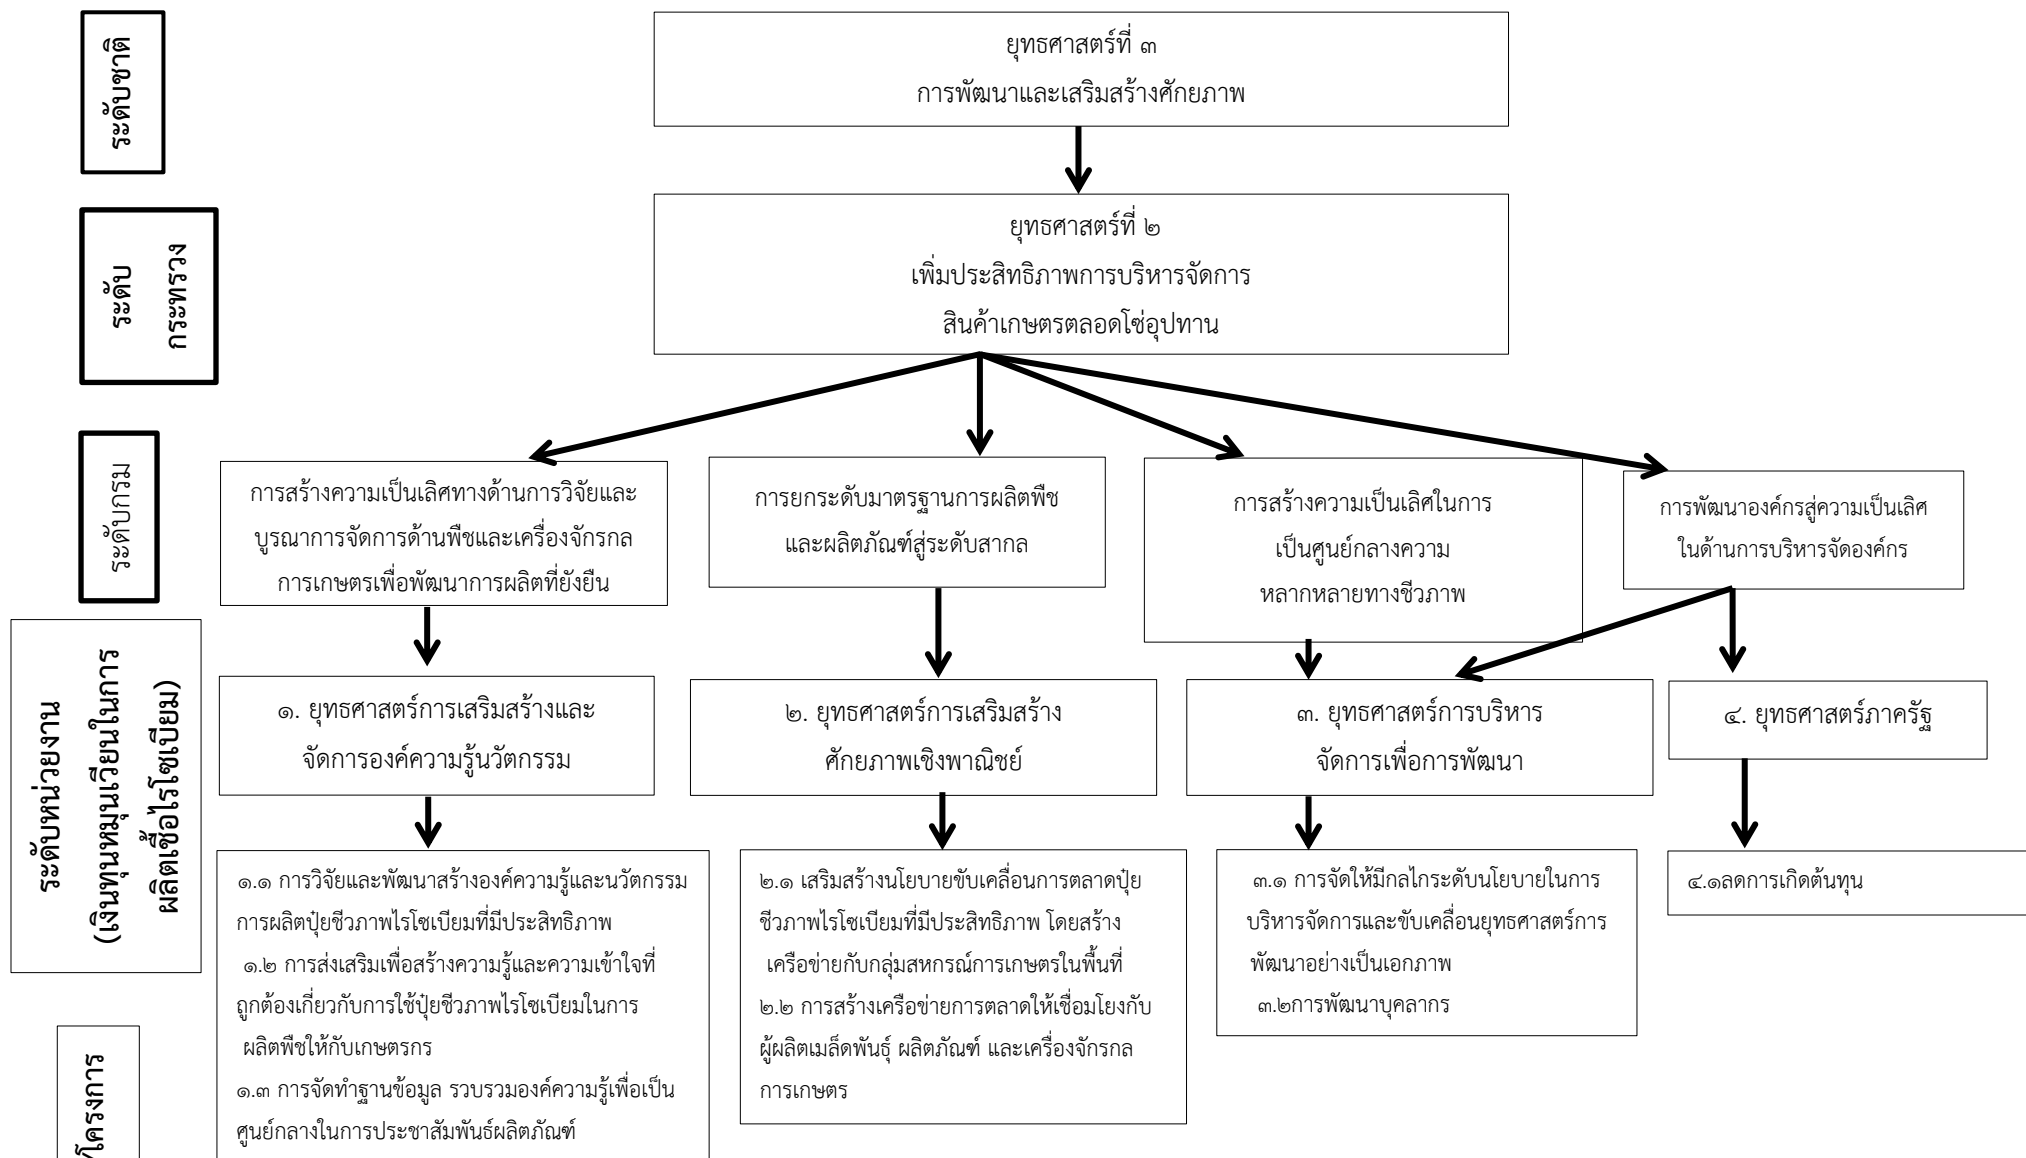 ระดับชาติ
ยุทธศาสตร์ที่ ๓
การพัฒนาและเสริมสร้างศักยภาพ
ระดับ
กระทรวง
ยุทธศาสตร์ที่ ๒
เพิ่มประสิทธิภาพการบริหารจัดการ
สินค้าเกษตรตลอดโซ่อุปทาน
ระดับกรม
การสร้างความเป็นเลิศทางด้านการวิจัยและ
บูรณาการจัดการด้านพืชและเครื่องจักรกล
การเกษตรเพื่อพัฒนาการผลิตที่ยังยืน
การยกระดับมาตรฐานการผลิตพืช
และผลิตภัณฑ์สู่ระดับสากล
การสร้างความเป็นเลิศในการ
เป็นศูนย์กลางความ
หลากหลายทางชีวภาพ
การพัฒนาองค์กรสู่ความเป็นเลิศ
ในด้านการบริหารจัดองค์กร
ระดับหน่วยงาน
(เงินทุนหมุนเวียนในการ
ผลิตเชื้อไรโซเบียม)
๑. ยุทธศาสตร์การเสริมสร้างและ
จัดการองค์ความรู้นวัตกรรม
๒. ยุทธศาสตร์การเสริมสร้าง
ศักยภาพเชิงพาณิชย์
๓. ยุทธศาสตร์การบริหาร
จัดการเพื่อการพัฒนา
๔. ยุทธศาสตร์ภาครัฐ
๑.๑ การวิจัยและพัฒนาสร้างองค์ความรู้และนวัตกรรม
การผลิตปุ๋ยชีวภาพไรโซเบียมที่มีประสิทธิภาพ
๑.๒ การส่งเสริมเพื่อสร้างความรู้และความเข้าใจที่
ถูกต้องเกี่ยวกับการใช้ปุ๋ยชีวภาพไรโซเบียมในการ
ผลิตพืชให้กับเกษตรกร
๑.๓ การจัดทำฐานข้อมูล รวบรวมองค์ความรู้เพื่อเป็น
ศูนย์กลางในการประชาสัมพันธ์ผลิตภัณฑ์
๒.๑ เสริมสร้างนโยบายขับเคลื่อนการตลาดปุ๋ย
ชีวภาพไรโซเบียมที่มีประสิทธิภาพ โดยสร้าง
เครือข่ายกับกลุ่มสหกรณ์การเกษตรในพื้นที่
๒.๒ การสร้างเครือข่ายการตลาดให้เชื่อมโยงกับ
ผู้ผลิตเมล็ดพันธุ์ ผลิตภัณฑ์ และเครื่องจักรกล
การเกษตร
๓.๑ การจัดให้มีกลไกระดับนโยบายในการ
บริหารจัดการและขับเคลื่อนยุทธศาสตร์การ
พัฒนาอย่างเป็นเอกภาพ
๓.๒การพัฒนาบุคลากร
๔.๑ลดการเกิดต้นทุน
/โครงการ